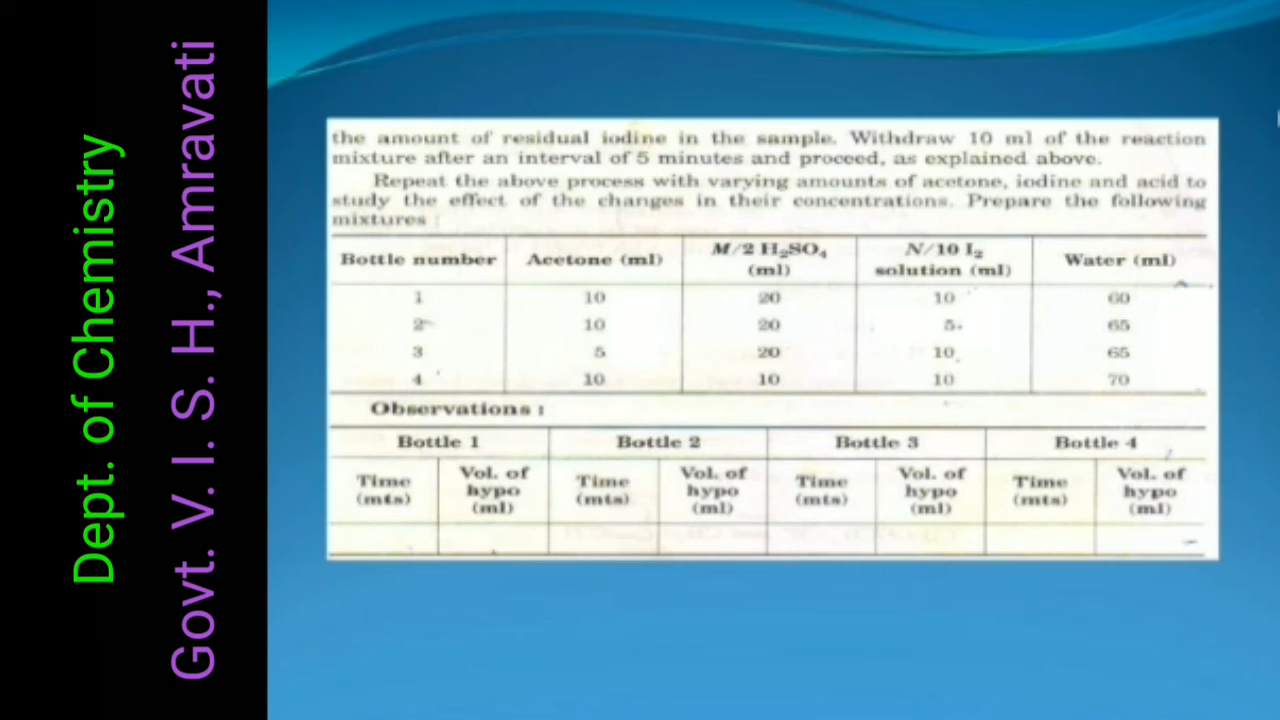 Dept. of Chemistry
Govt. V. I. S. H., Amravati
the amount of residual iodine in the sample. Withdraw 10 ml of the reaction
mixture after an interval of 5 minutes and proceed, as explained above.
Repeat the above process with varying amounts of acetone, iodine and acid to
study the effect of the changes in their concentrations. Prepare the following
mixtures :
Bottle number Acetone (ml) M/2 H₂SO₄ (ml) N/10 I₂ solution (ml) Water (ml)
1 10 20 10 60
2 10 20 5 65
3 5 20 10 65
4 10 10 10 70
Observations :
Bottle 1 Bottle 2 Bottle 3 Bottle 4
Time (mts) Vol. of hypo (ml) Time (mts) Vol. of hypo (ml) Time (mts) Vol. of hypo (ml) Time (mts) Vol. of hypo (ml)